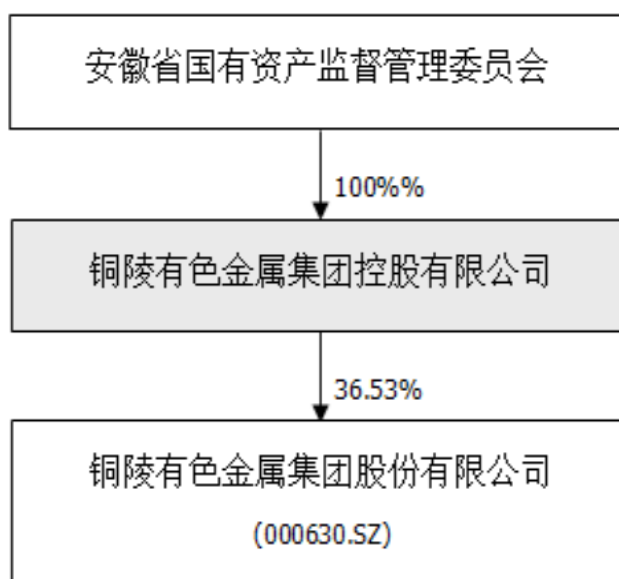 安徽省国有资产监督管理委员会
100%%
铜陵有色金属集团控股有限公司
36.53%
铜陵有色金属集团股份有限公司
(000630.SZ)